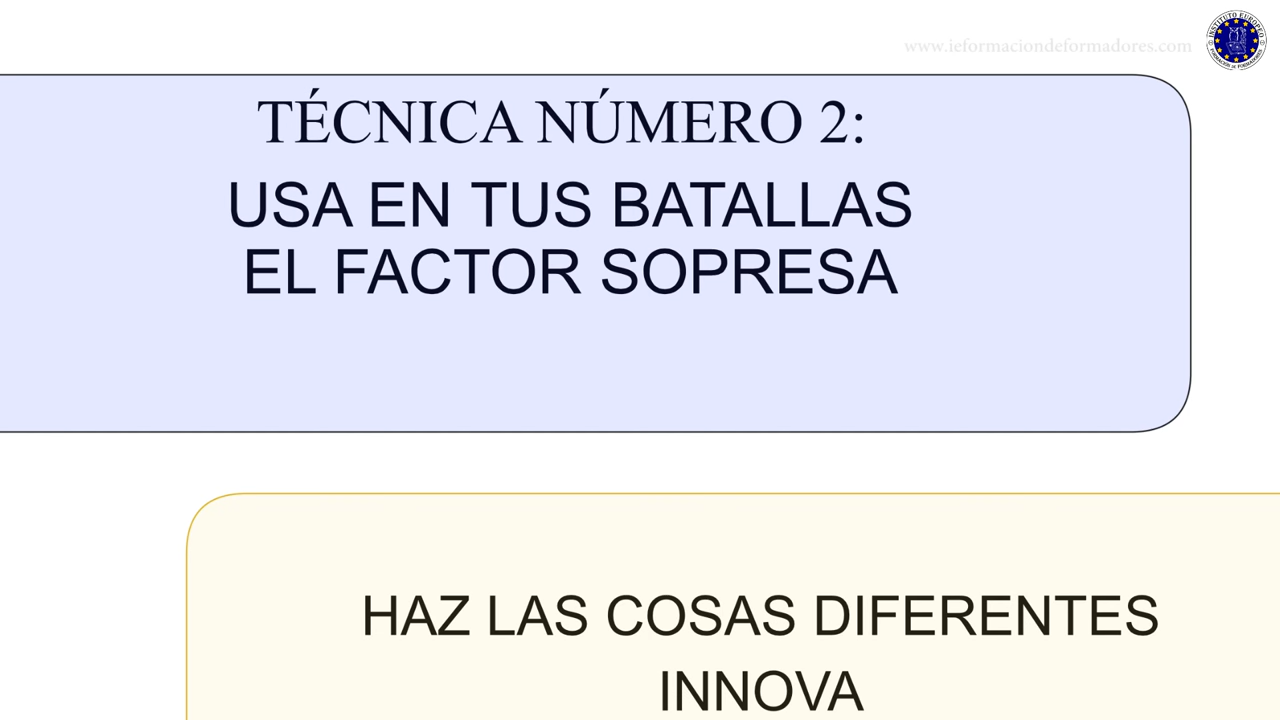 www.ieformaciondeformadores.com
TÉCNICA NÚMERO 2:
USA EN TUS BATALLAS
EL FACTOR SOPRESA
HAZ LAS COSAS DIFERENTES
INNOVA